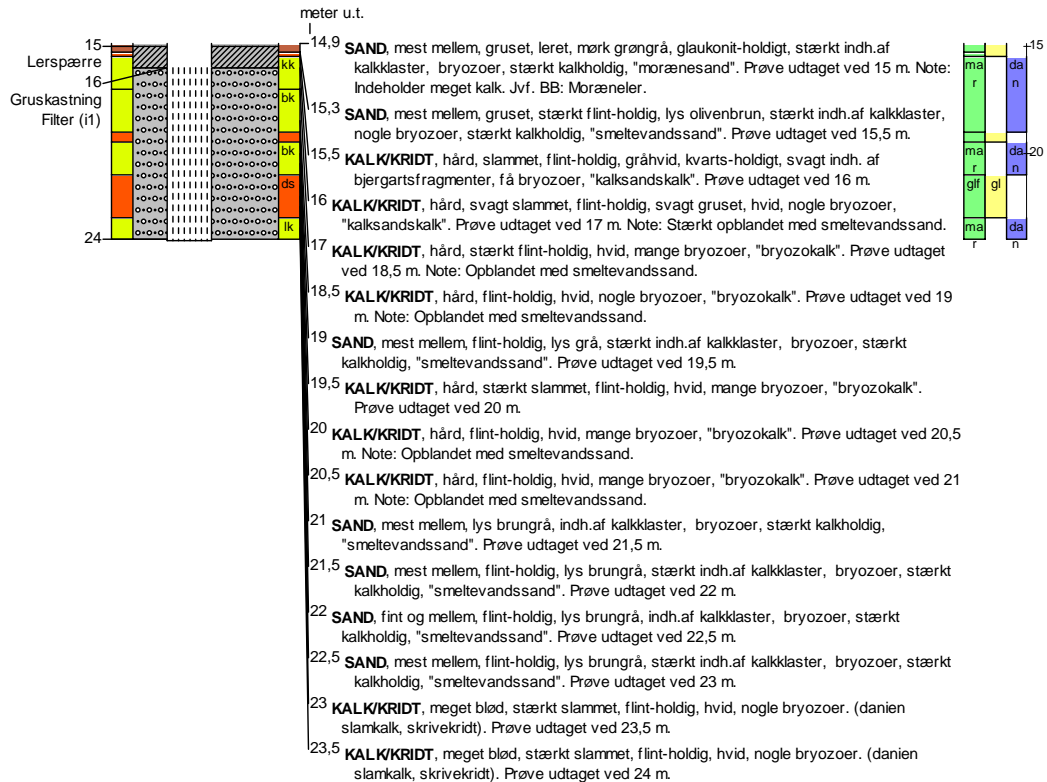 meter u.t.
15
Lerspærre
16
Gruskastning
Filter (i1)
24
kk
bk
bk
ds
lk
14,9 SAND, mest mellem, gruset, leret, mørk grøngrå, glaukonit-holdigt, stærkt indh.af
kalkklaster, bryozoer, stærkt kalkholdig, "morænesand". Prøve udtaget ved 15 m. Note:
Indeholder meget kalk. Jvf. BB: Moræneler.
15,3 SAND, mest mellem, gruset, stærkt flint-holdig, lys olivenbrun, stærkt indh.af kalkklaster,
nogle bryozoer, stærkt kalkholdig, "smeltevandssand". Prøve udtaget ved 15,5 m.
15,5 KALK/KRIDT, hård, slammet, flint-holdig, gråhvid, kvarts-holdigt, svagt indh. af
bjergartsfragmenter, få bryozoer, "kalksandskalk". Prøve udtaget ved 16 m.
16 KALK/KRIDT, hård, svagt slammet, flint-holdig, svagt gruset, hvid, nogle bryozoer,
"kalksandskalk". Prøve udtaget ved 17 m. Note: Stærkt opblandet med smeltevandssand.
17 KALK/KRIDT, hård, stærkt flint-holdig, hvid, mange bryozoer, "bryozokalk". Prøve udtaget
ved 18,5 m. Note: Opblandet med smeltevandssand.
18,5 KALK/KRIDT, hård, flint-holdig, hvid, nogle bryozoer, "bryozokalk". Prøve udtaget ved 19
m. Note: Opblandet med smeltevandssand.
19 SAND, mest mellem, flint-holdig, lys grå, stærkt indh.af kalkklaster, bryozoer, stærkt
kalkholdig, "smeltevandssand". Prøve udtaget ved 19,5 m.
19,5 KALK/KRIDT, hård, stærkt slammet, flint-holdig, hvid, mange bryozoer, "bryozokalk".
Prøve udtaget ved 20 m.
20 KALK/KRIDT, hård, flint-holdig, hvid, mange bryozoer, "bryozokalk". Prøve udtaget ved 20,5
m. Note: Opblandet med smeltevandssand.
20,5 KALK/KRIDT, hård, flint-holdig, hvid, mange bryozoer, "bryozokalk". Prøve udtaget ved 21
m. Note: Opblandet med smeltevandssand.
21 SAND, mest mellem, lys brungrå, indh.af kalkklaster, bryozoer, stærkt kalkholdig,
"smeltevandssand". Prøve udtaget ved 21,5 m.
21,5 SAND, mest mellem, flint-holdig, lys brungrå, stærkt indh.af kalkklaster, bryozoer, stærkt
kalkholdig, "smeltevandssand". Prøve udtaget ved 22 m.
22 SAND, fint og mellem, flint-holdig, lys brungrå, indh.af kalkklaster, bryozoer, stærkt
kalkholdig, "smeltevandssand". Prøve udtaget ved 22,5 m.
22,5 SAND, mest mellem, flint-holdig, lys brungrå, stærkt indh.af kalkklaster, bryozoer, stærkt
kalkholdig, "smeltevandssand". Prøve udtaget ved 23 m.
23 KALK/KRIDT, meget blød, stærkt slammet, flint-holdig, hvid, nogle bryozoer. (danien
slamkalk, skrivekridt). Prøve udtaget ved 23,5 m.
23,5 KALK/KRIDT, meget blød, stærkt slammet, flint-holdig, hvid, nogle bryozoer. (danien
slamkalk, skrivekridt). Prøve udtaget ved 24 m.
15
ma da
r n
ma da 20
r n
glf gl
ma da
r n